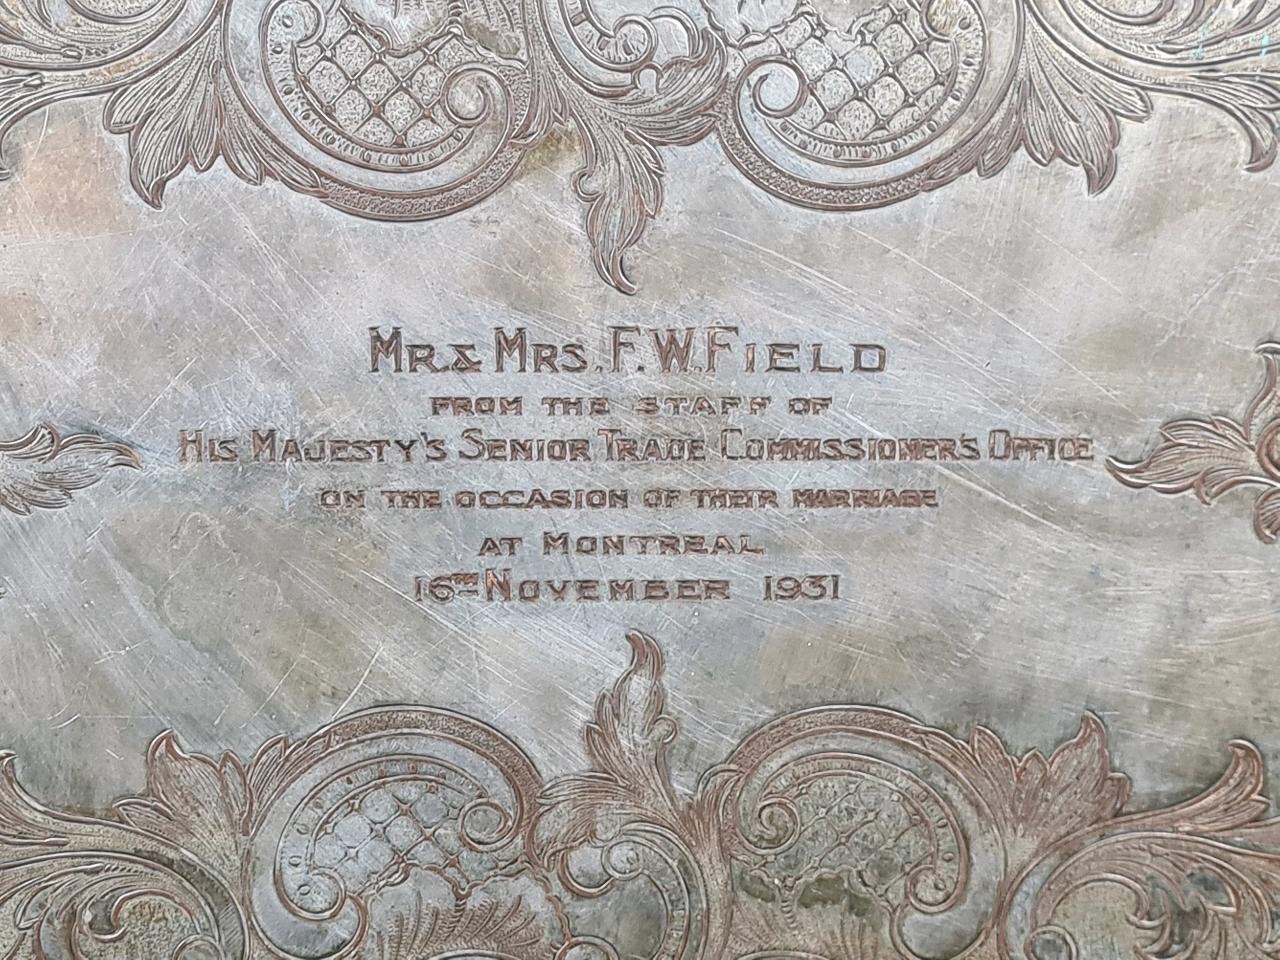 Mr & Mrs. F. W. Field
from the staff of
His Majesty's Senior Trade Commissioner's Office
on the occasion of their marriage
at Montreal
16TH November 1931